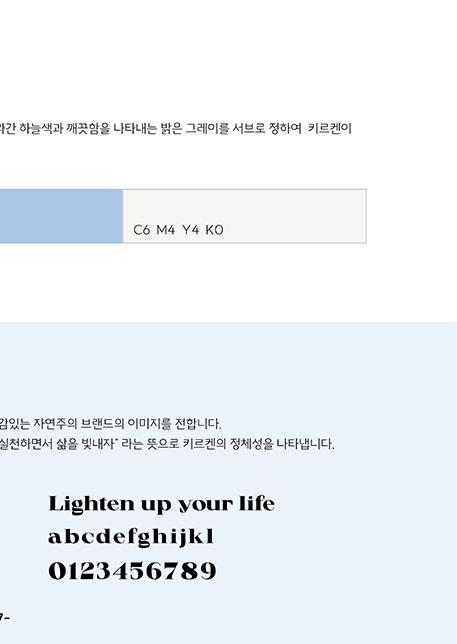 하늘색과 깨끗함을 나타내는 밝은 그레이를 서브로 정하여 키르켄이
C6 M4 Y4 K0
감있는 자연주의 브랜드의 이미지를 전합니다.
실천하면서 삶을 빛내자" 라는 뜻으로 키르켄의 정체성을 나타냅니다.
Lighten up your life
abcdefghijkl
0123456789
7-